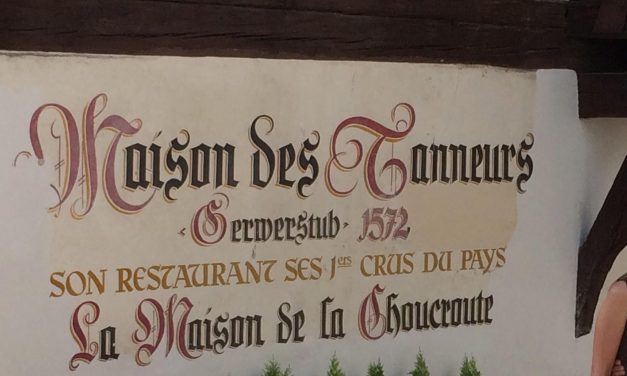 Maison des Tanneurs
·Gerwerstub· 1572
SON RESTAURANT SES 1ers CRUS DU PAYS
La Maison de la Choucroute